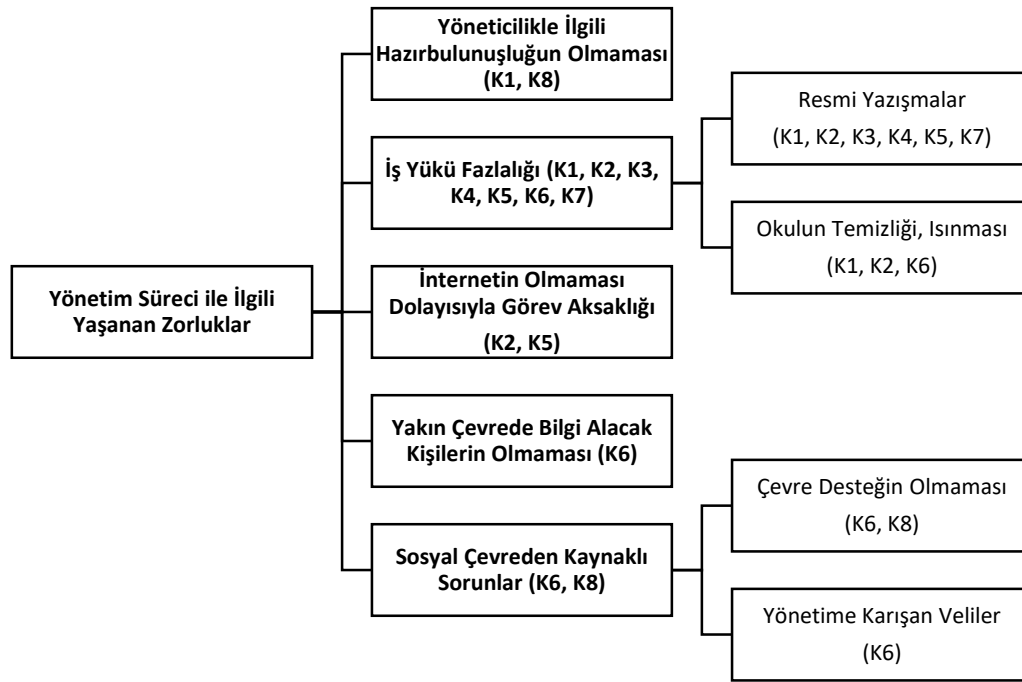 Yönetim Süreci ile İlgili
Yaşanan Zorluklar
Yöneticilikle İlgili
Hazırbulunuşluğun Olmaması
(K1, K8)
İş Yükü Fazlalığı (K1, K2, K3,
K4, K5, K6, K7)
Resmi Yazışmalar
(K1, K2, K3, K4, K5, K7)
Okulun Temizliği, Isınması
(K1, K2, K6)
İnternetin Olmaması
Dolayısıyla Görev Aksaklığı
(K2, K5)
Yakın Çevrede Bilgi Alacak
Kişilerin Olmaması (K6)
Sosyal Çevreden Kaynaklı
Sorunlar (K6, K8)
Çevre Desteğin Olmaması
(K6, K8)
Yönetime Karışan Veliler
(K6)